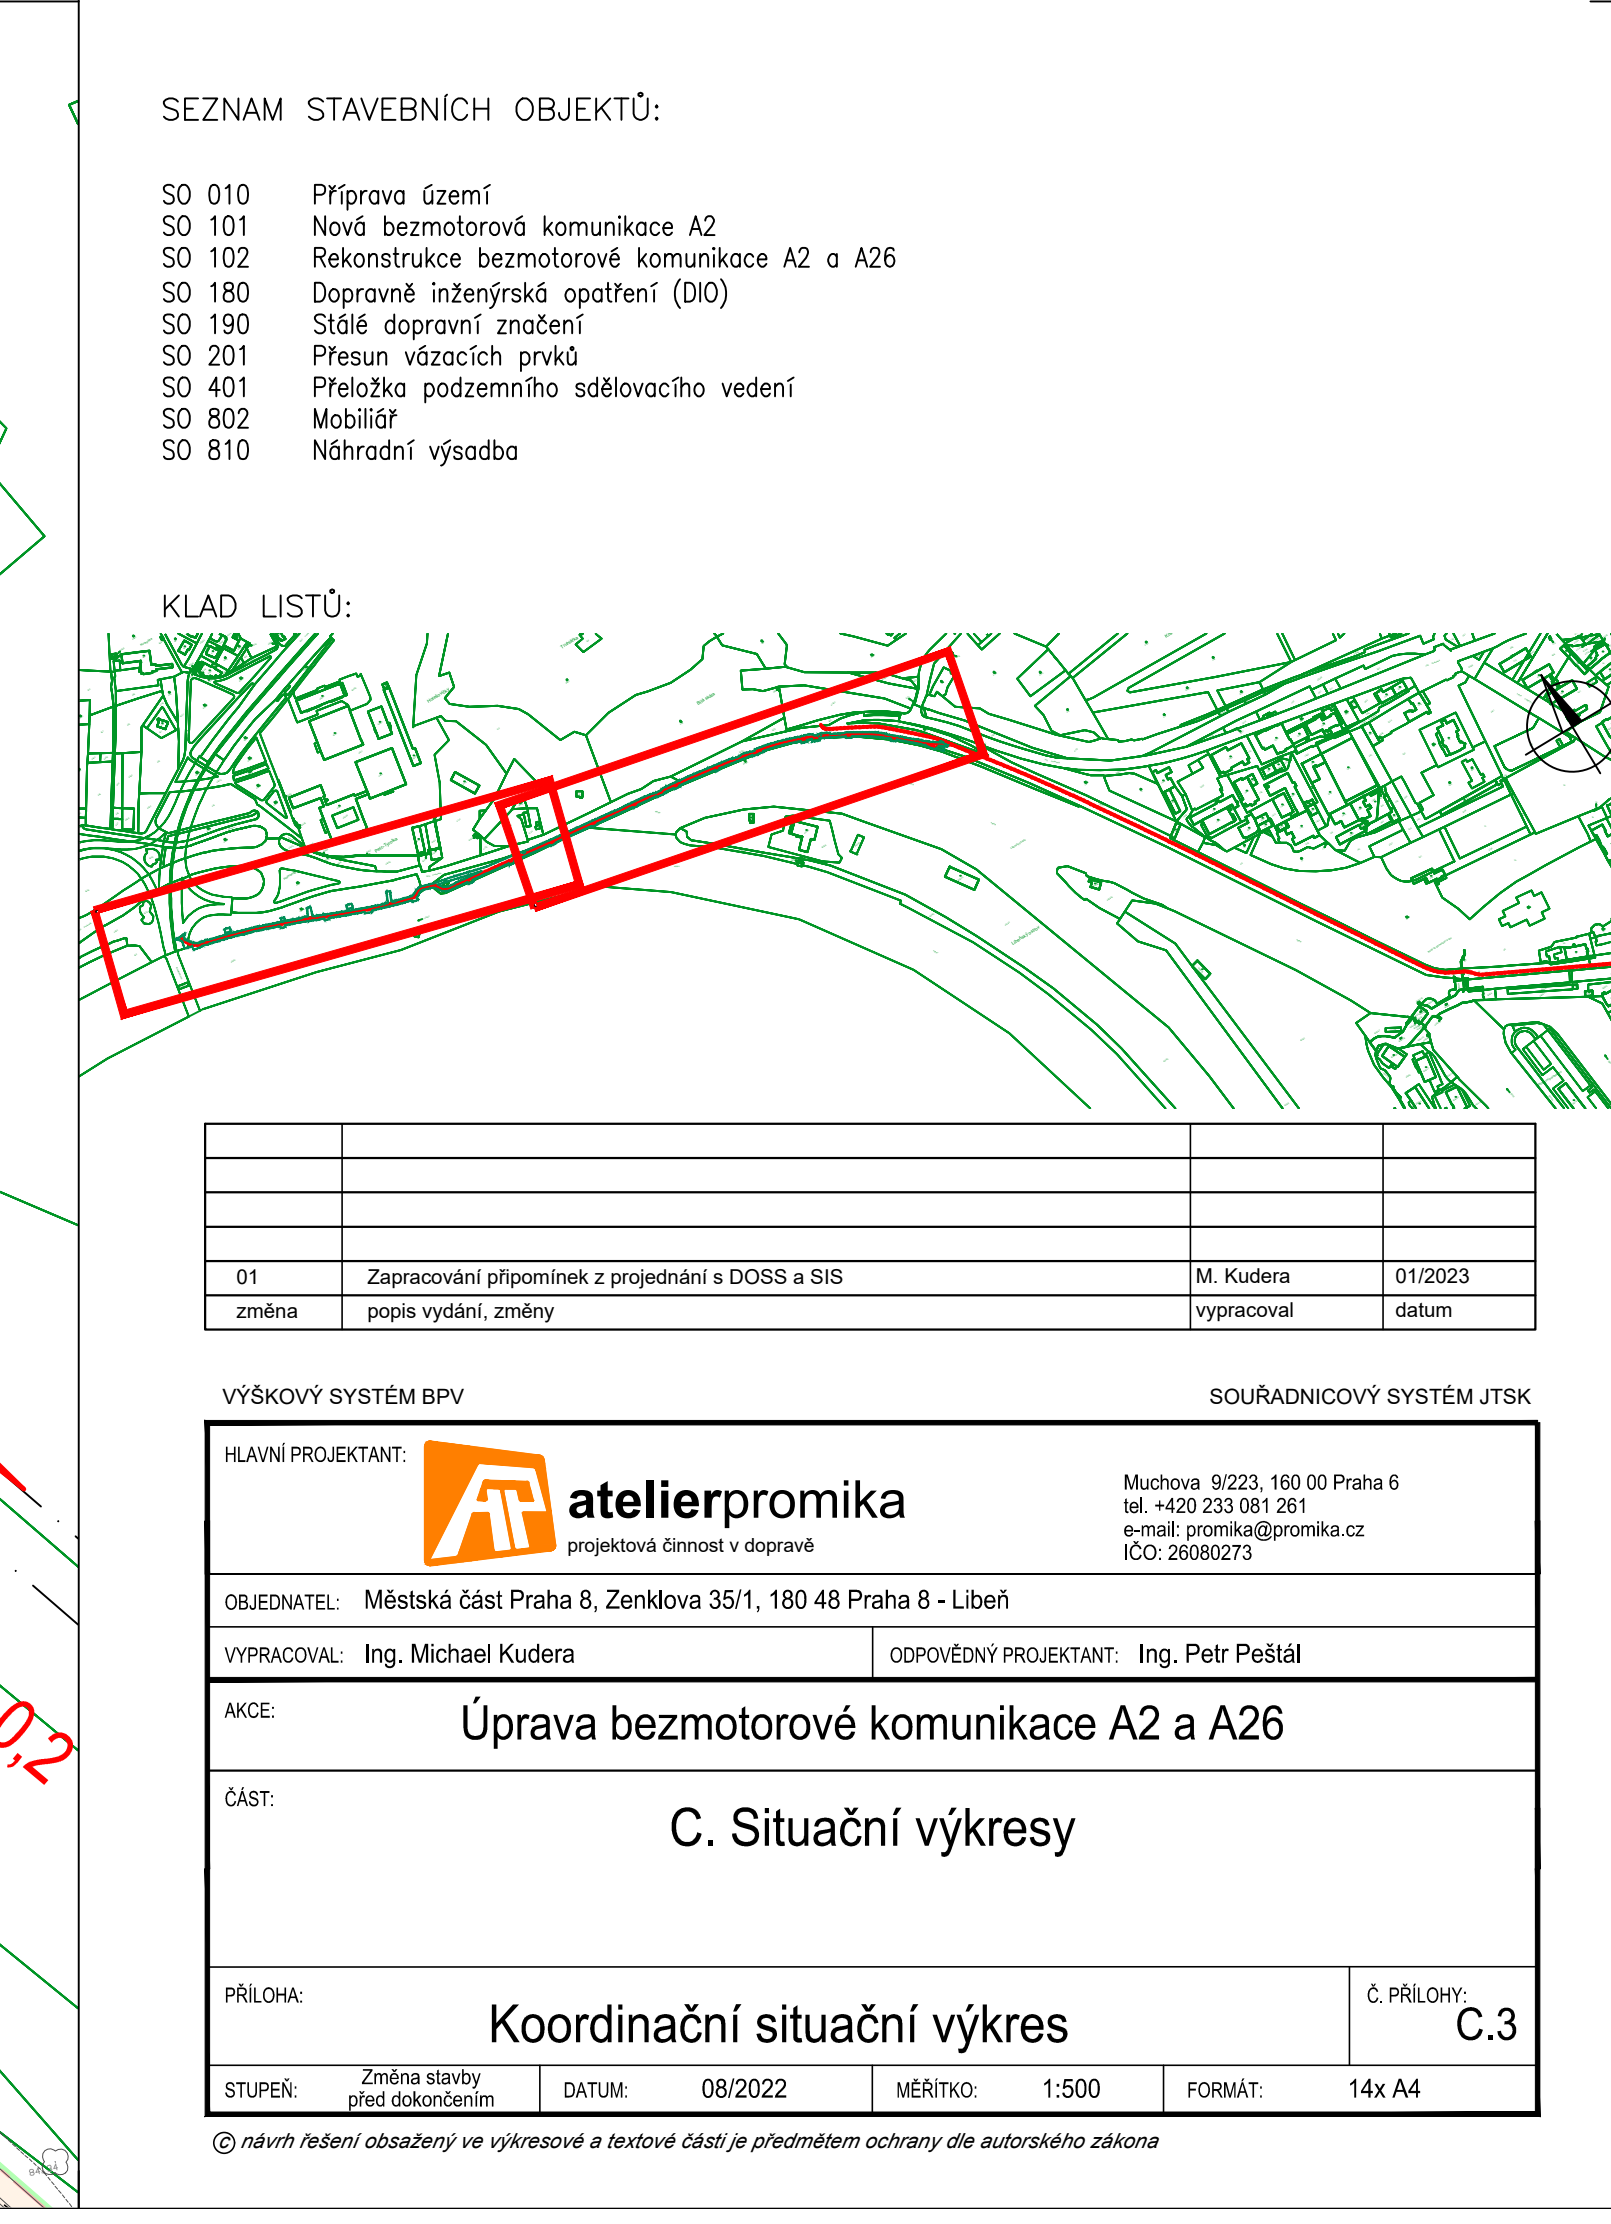 SEZNAM STAVEBNÍCH OBJEKTŮ:
SO 010 Příprava území
SO 101 Nová bezmotorová komunikace A2
SO 102 Rekonstrukce bezmotorové komunikace A2 a A26
SO 180 Dopravně inženýrská opatření (DIO)
SO 190 Stálé dopravní značení
SO 201 Přesun vázacích prvků
SO 401 Přeložka podzemního sdělovacího vedení
SO 802 Mobiliář
SO 810 Náhradní výsadba
KLAD LISTŮ:
01 Zapracování připomínek z projednání s DOSS a SIS M. Kudera 01/2023
změna popis vydání, změny vypracoval datum
VÝŠKOVÝ SYSTÉM BPV SOUŘADNICOVÝ SYSTÉM JTSK
HLAVNÍ PROJEKTANT:
atelierpromika
projektová činnost v dopravě
Muchova 9/223, 160 00 Praha 6
tel. +420 233 081 261
e-mail: promika@promika.cz
IČO: 26080273
OBJEDNATEL: Městská část Praha 8, Zenklova 35/1, 180 48 Praha 8 - Libeň
VYPRACOVAL: Ing. Michael Kudera ODPOVĚDNÝ PROJEKTANT: Ing. Petr Peštál
AKCE: Úprava bezmotorové komunikace A2 a A26
ČÁST: C. Situační výkresy
PŘÍLOHA: Koordinační situační výkres
Č. PŘÍLOHY: C.3
STUPEŇ: Změna stavby
před dokončením
DATUM: 08/2022 MĚŘÍTKO: 1:500 FORMÁT: 14x A4
© návrh řešení obsažený ve výkresové a textové části je předmětem ochrany dle autorského zákona
0,2